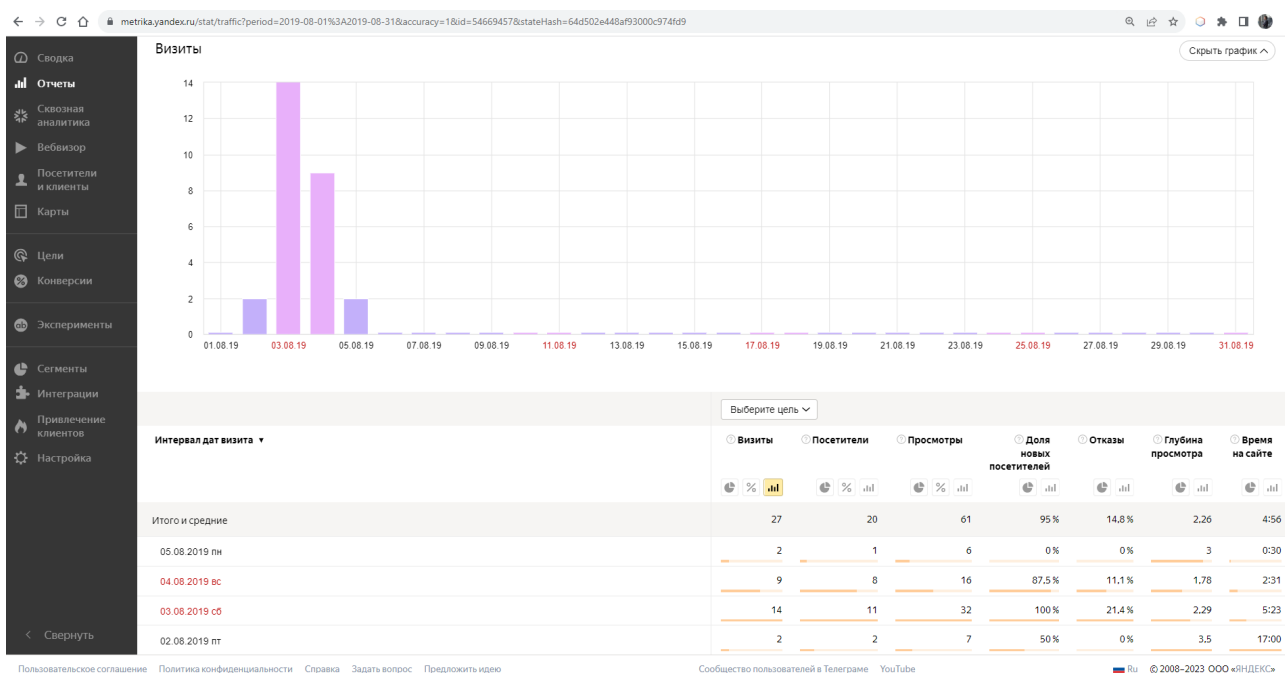 metrika.yandex.ru/stat/traffic?period=2019-08-01%3A2019-08-31&accuracy=1&id=54669457&stateHash=64d502e448af93000c974fd9
Сводка
Отчеты
Сквозная
аналитика
Вебвизор
Посетители
и клиенты
Карты
Цели
Конверсии
Эксперименты
Сегменты
Интеграции
Привлечение
клиентов
Настройка
Свернуть
Визиты
Скрыть график
14
12
10
8
6
4
2
0
01.08.19 03.08.19 05.08.19 07.08.19 09.08.19 11.08.19 13.08.19 15.08.19 17.08.19 19.08.19 21.08.19 23.08.19 25.08.19 27.08.19 29.08.19 31.08.19
Выберите цель
Интервал дат визита ▼ Визиты Посетители Просмотры Доля новых посетителей Отказы Глубина просмотра Время на сайте
Итого и средние 27 20 61 95 % 14,8 % 2,26 4:56
05.08.2019 пн 2 1 6 0 % 0 % 3 0:30
04.08.2019 вс 9 8 16 87,5 % 11,1 % 1,78 2:31
03.08.2019 сб 14 11 32 100 % 21,4 % 2,29 5:23
02.08.2019 пт 2 2 7 50 % 0 % 3,5 17:00
Пользовательское соглашение Политика конфиденциальности Справка Задать вопрос Предложить идею Сообщество пользователей в Телеграме YouTube Ru © 2008–2023 ООО «ЯНДЕКС»